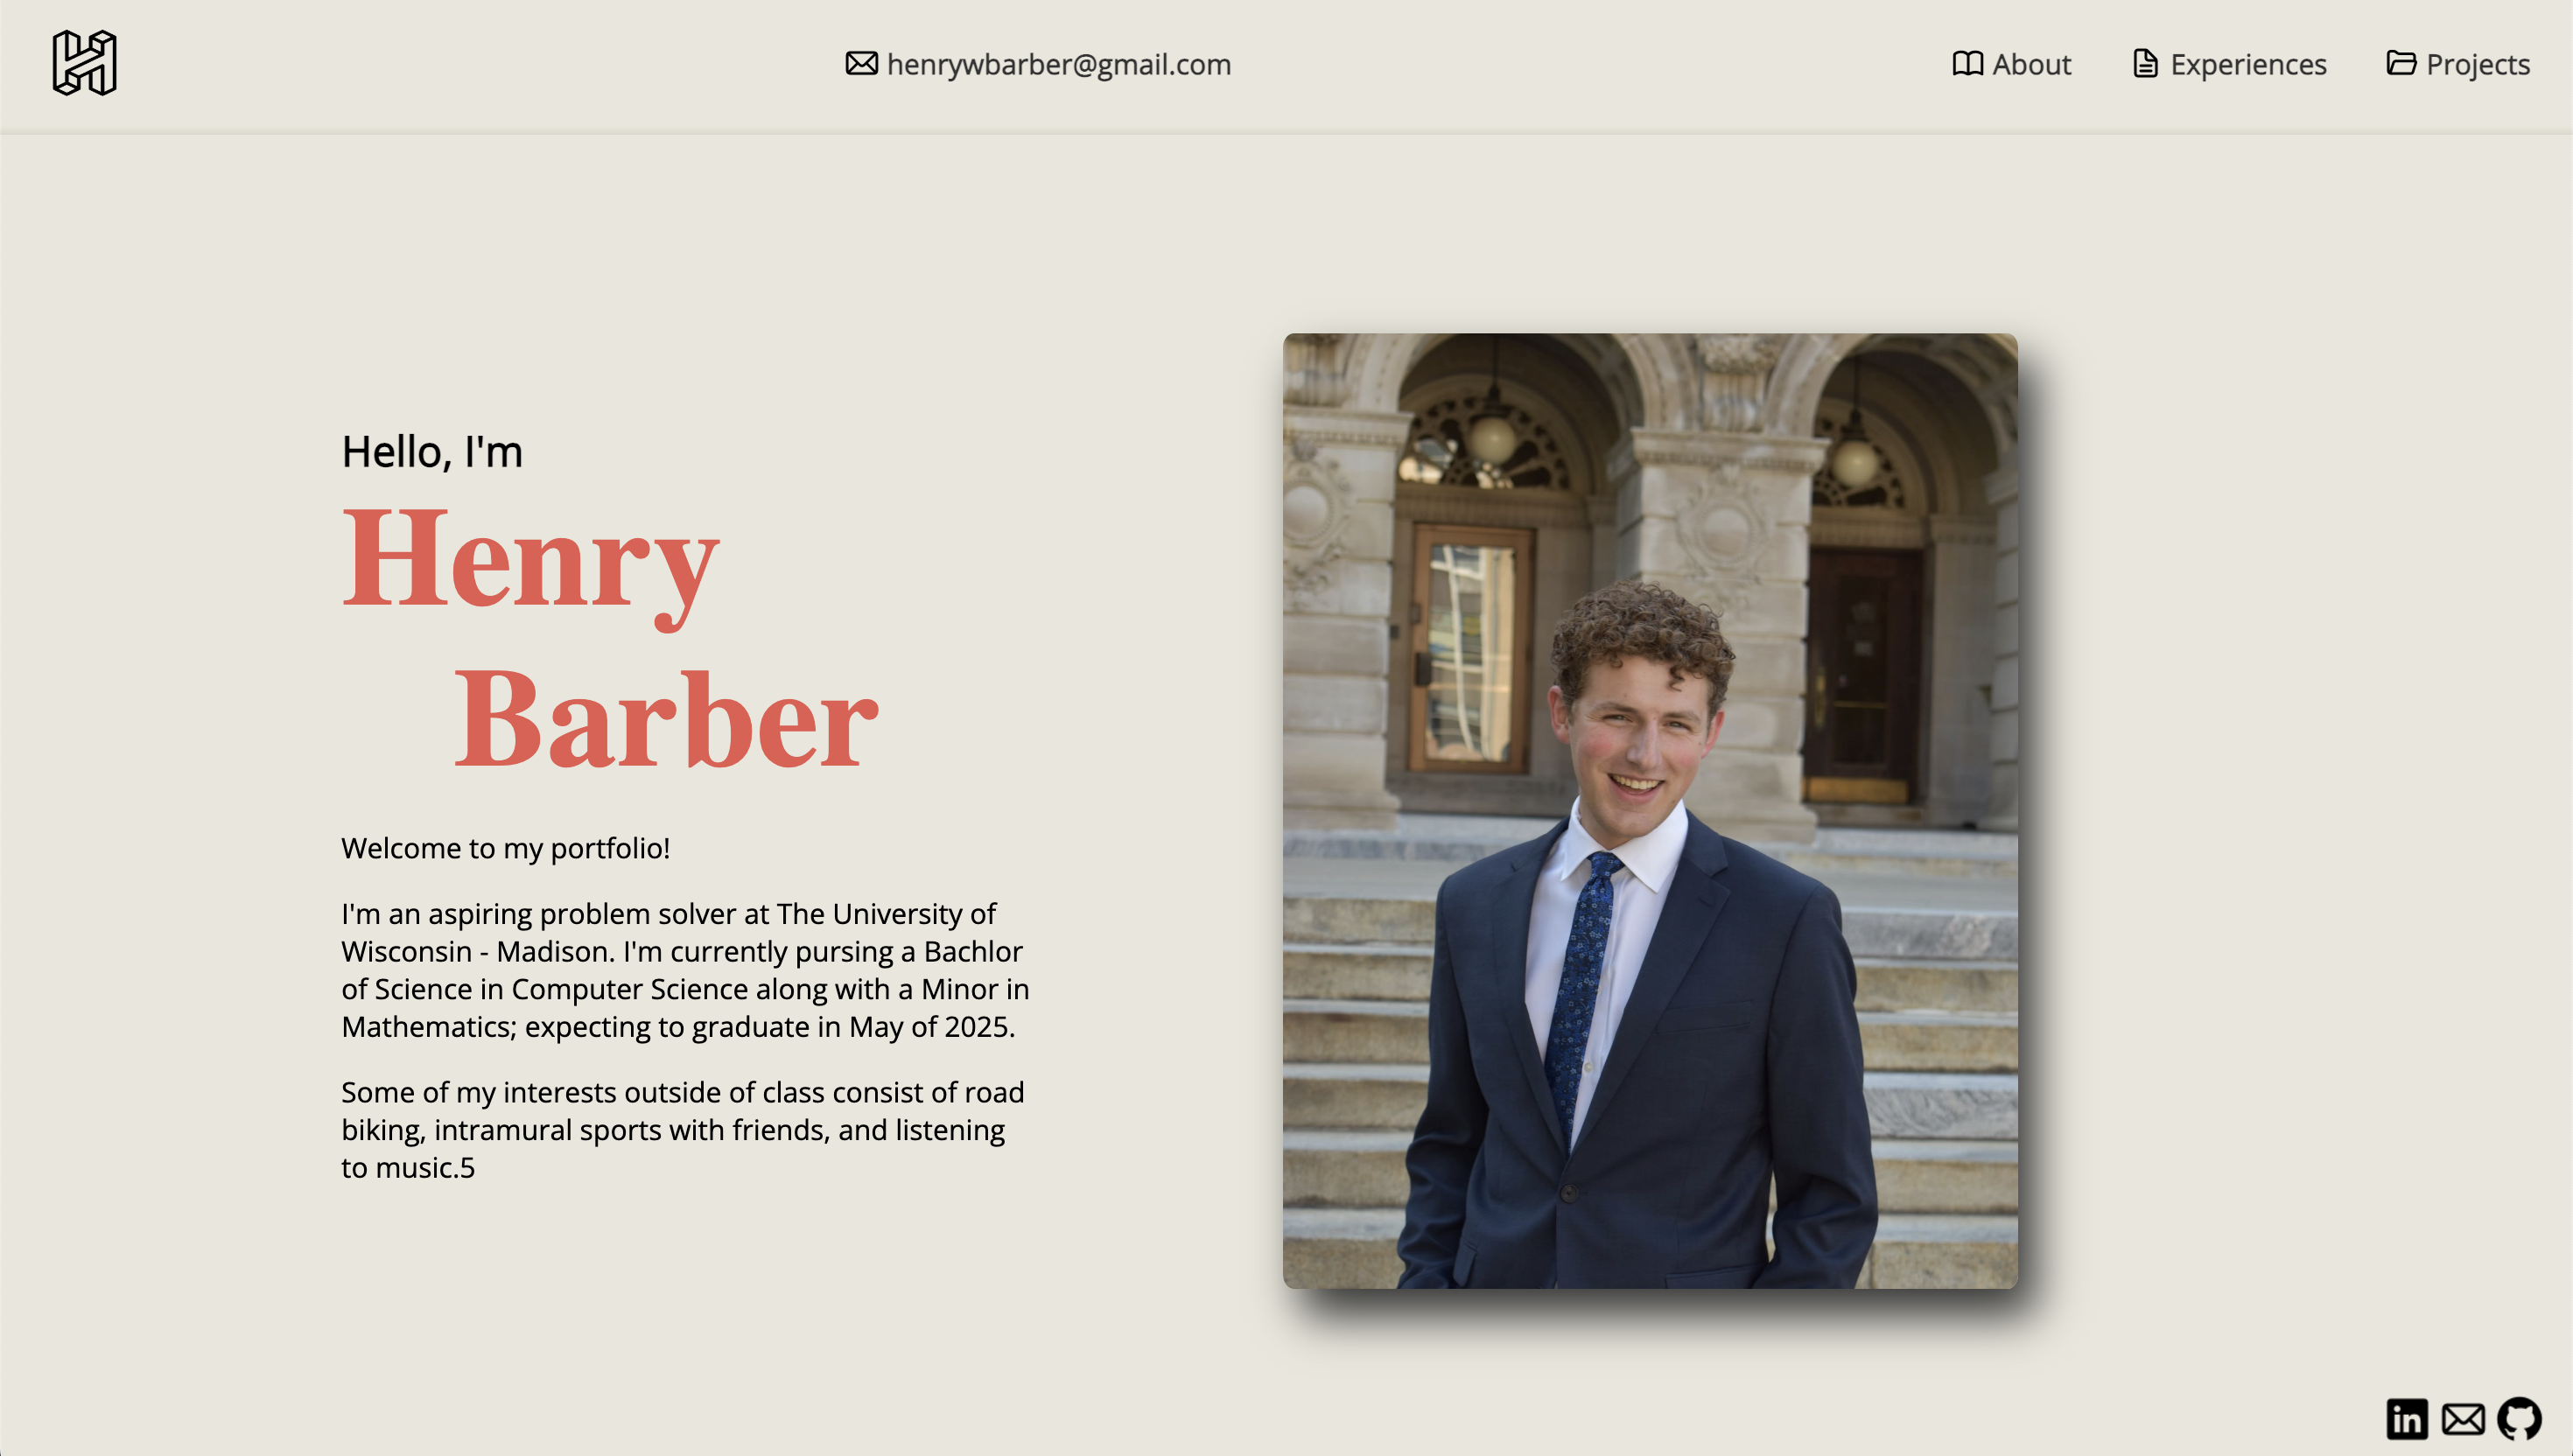 henrywbarber@gmail.com
About
Experiences
Projects
Hello, I'm
Henry
Barber
Welcome to my portfolio!
I'm an aspiring problem solver at The University of
Wisconsin - Madison. I'm currently pursing a Bachlor
of Science in Computer Science along with a Minor in
Mathematics; expecting to graduate in May of 2025.
Some of my interests outside of class consist of road
biking, intramural sports with friends, and listening
to music.5
in